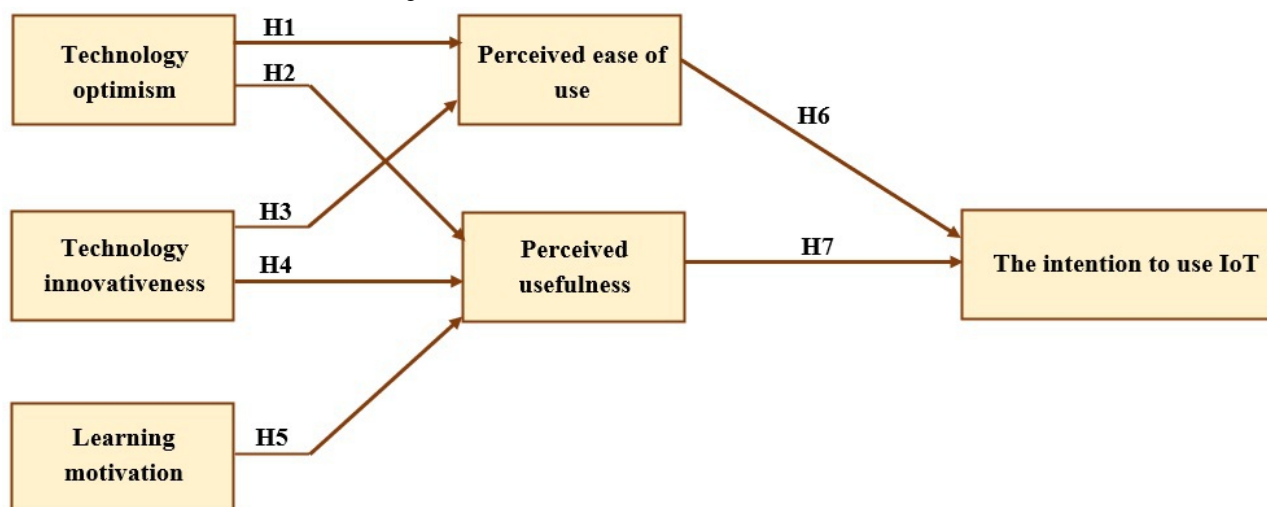 H1
Technology
optimism
H2
Perceived ease of
use
H6
H3
Technology
innovativeness
H4
Perceived
usefulness
H7
The intention to use IoT
Learning
motivation
H5